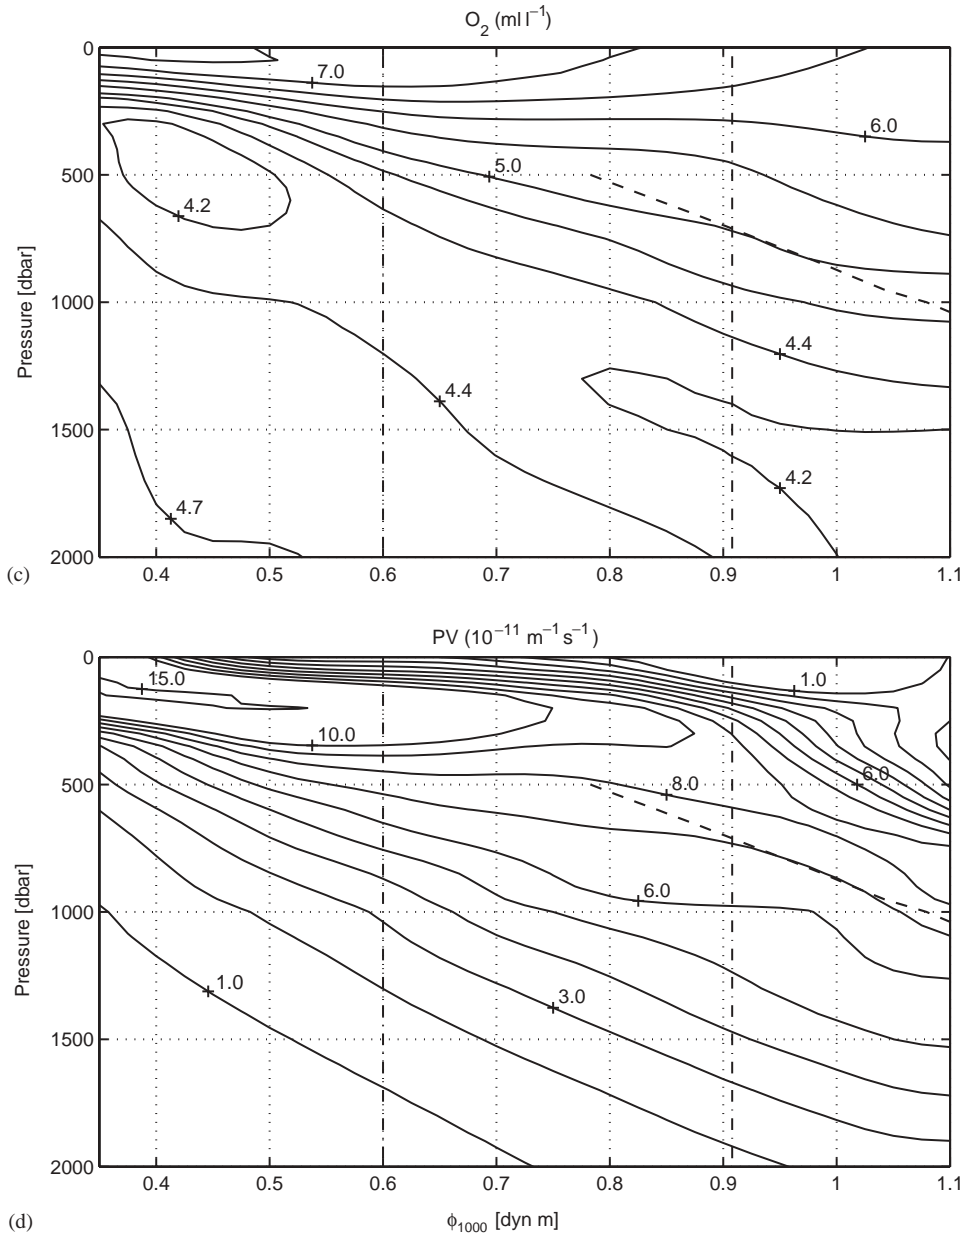 O₂ (ml l⁻¹)
0
500
1000
1500
2000
Pressure [dbar]
7.0
6.0
5.0
4.2
4.4
4.4
4.2
4.7
0.4 0.5 0.6 0.7 0.8 0.9 1 1.1
(c)
PV (10⁻¹¹ m⁻¹ s⁻¹)
0
500
1000
1500
2000
Pressure [dbar]
15.0
1.0
10.0
8.0
6.0
6.0
1.0
3.0
0.4 0.5 0.6 0.7 0.8 0.9 1 1.1
(d)
ϕ₁₀₀₀ [dyn m]